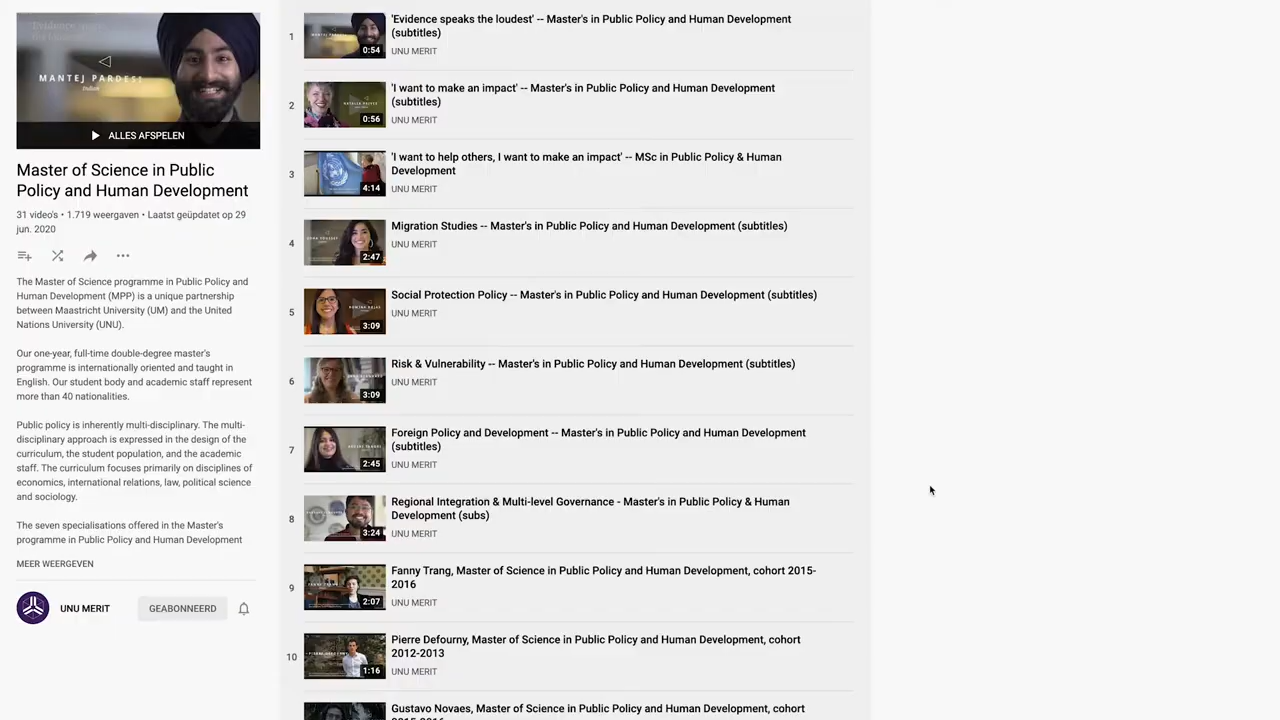 'Evidence speaks the loudest' -- Master's in Public Policy and Human Development
(subtitles)
1
0:54
UNU MERIT
MANTEJ PARDESI
Indian
ALLES AFSPELEN
Master of Science in Public
Policy and Human Development
31 video's • 1.719 weergaven • Laatst geüpdatet op 29
jun. 2020
The Master of Science programme in Public Policy and
Human Development (MPP) is a unique partnership
between Maastricht University (UM) and the United
Nations University (UNU).
Our one-year, full-time double-degree master's
programme is internationally oriented and taught in
English. Our student body and academic staff represent
more than 40 nationalities.
Public policy is inherently multi-disciplinary. The multi-
disciplinary approach is expressed in the design of the
curriculum, the student population, and the academic
staff. The curriculum focuses primarily on disciplines of
economics, international relations, law, political science
and sociology.
The seven specialisations offered in the Master's
programme in Public Policy and Human Development
MEER WEERGEVEN
UNU MERIT
GEABONNEERD
2
0:56
'I want to make an impact' -- Master's in Public Policy and Human Development
(subtitles)
UNU MERIT
3
4:14
'I want to help others, I want to make an impact' -- MSc in Public Policy & Human
Development
UNU MERIT
4
2:47
Migration Studies -- Master's in Public Policy and Human Development (subtitles)
UNU MERIT
5
3:09
Social Protection Policy -- Master's in Public Policy and Human Development (subtitles)
UNU MERIT
6
3:09
Risk & Vulnerability -- Master's in Public Policy and Human Development (subtitles)
UNU MERIT
7
2:45
Foreign Policy and Development -- Master's in Public Policy and Human Development
(subtitles)
UNU MERIT
8
3:24
Regional Integration & Multi-level Governance - Master's in Public Policy & Human
Development (subs)
UNU MERIT
9
2:07
Fanny Trang, Master of Science in Public Policy and Human Development, cohort 2015-
2016
UNU MERIT
10
1:16
Pierre Defourny, Master of Science in Public Policy and Human Development, cohort
2012-2013
UNU MERIT
Gustavo Novaes, Master of Science in Public Policy and Human Development, cohort